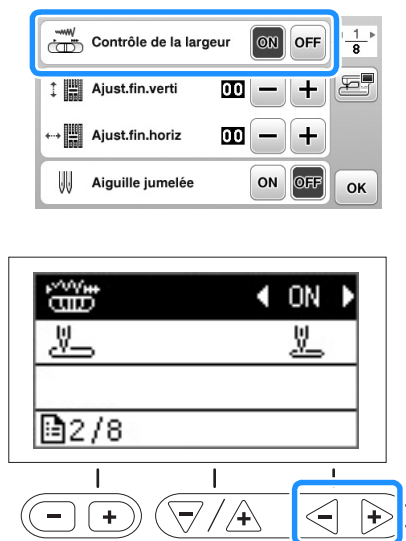 Contrôle de la largeur ON OFF 1/8
Ajust.fin.verti 00 - +
Ajust.fin.horiz 00 - +
Aiguille jumelée ON OFF OK
ON
2/8
- + / + - +